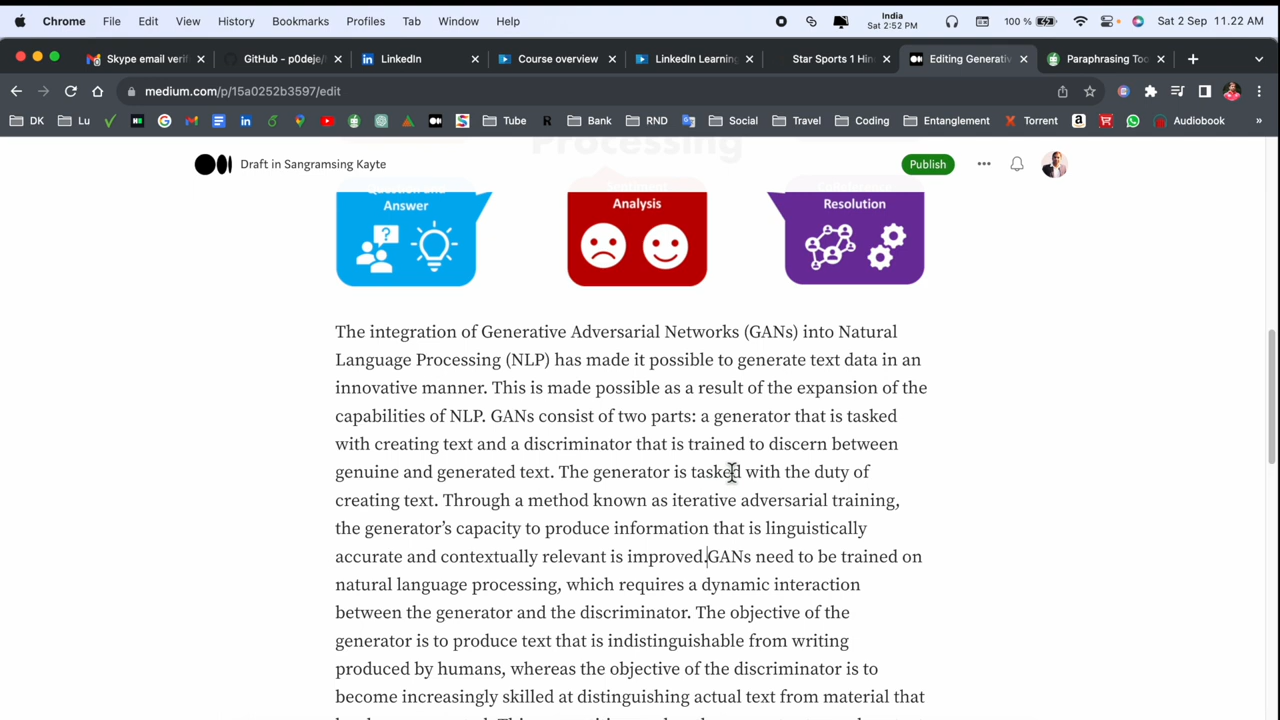 Chrome File Edit View History Bookmarks Profiles Tab Window Help
India
Sat 2:52 PM
100 %
Sat 2 Sep 11.22 AM
Skype email verif
GitHub - p0deje/
LinkedIn
Course overview
LinkedIn Learning
Star Sports 1 Hin
Editing Generativ
Paraphrasing Too
medium.com/p/15a0252b3597/edit
DK Lu Tube Bank RND Social Travel Coding Entanglement Torrent Audiobook »
Processing
Draft in Sangramsing Kayte
Publish
Question and
Answer
Analysis
Resolution
The integration of Generative Adversarial Networks (GANs) into Natural
Language Processing (NLP) has made it possible to generate text data in an
innovative manner. This is made possible as a result of the expansion of the
capabilities of NLP. GANs consist of two parts: a generator that is tasked
with creating text and a discriminator that is trained to discern between
genuine and generated text. The generator is tasked with the duty of
creating text. Through a method known as iterative adversarial training,
the generator’s capacity to produce information that is linguistically
accurate and contextually relevant is improved.GANs need to be trained on
natural language processing, which requires a dynamic interaction
between the generator and the discriminator. The objective of the
generator is to produce text that is indistinguishable from writing
produced by humans, whereas the objective of the discriminator is to
become increasingly skilled at distinguishing actual text from material that